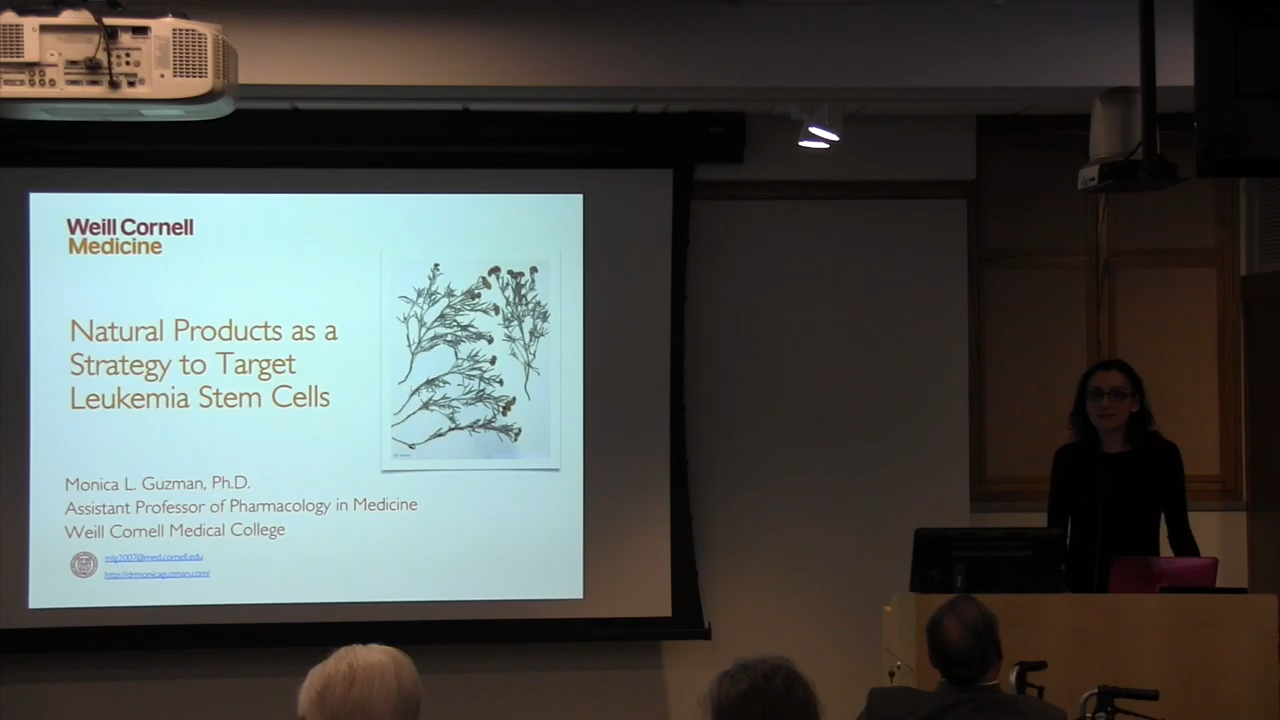 Weill Cornell
Medicine
Natural Products as a
Strategy to Target
Leukemia Stem Cells
Monica L. Guzman, Ph.D.
Assistant Professor of Pharmacology in Medicine
Weill Cornell Medical College
mlg2007@med.cornell.edu
http://drmonicaguzman.com/